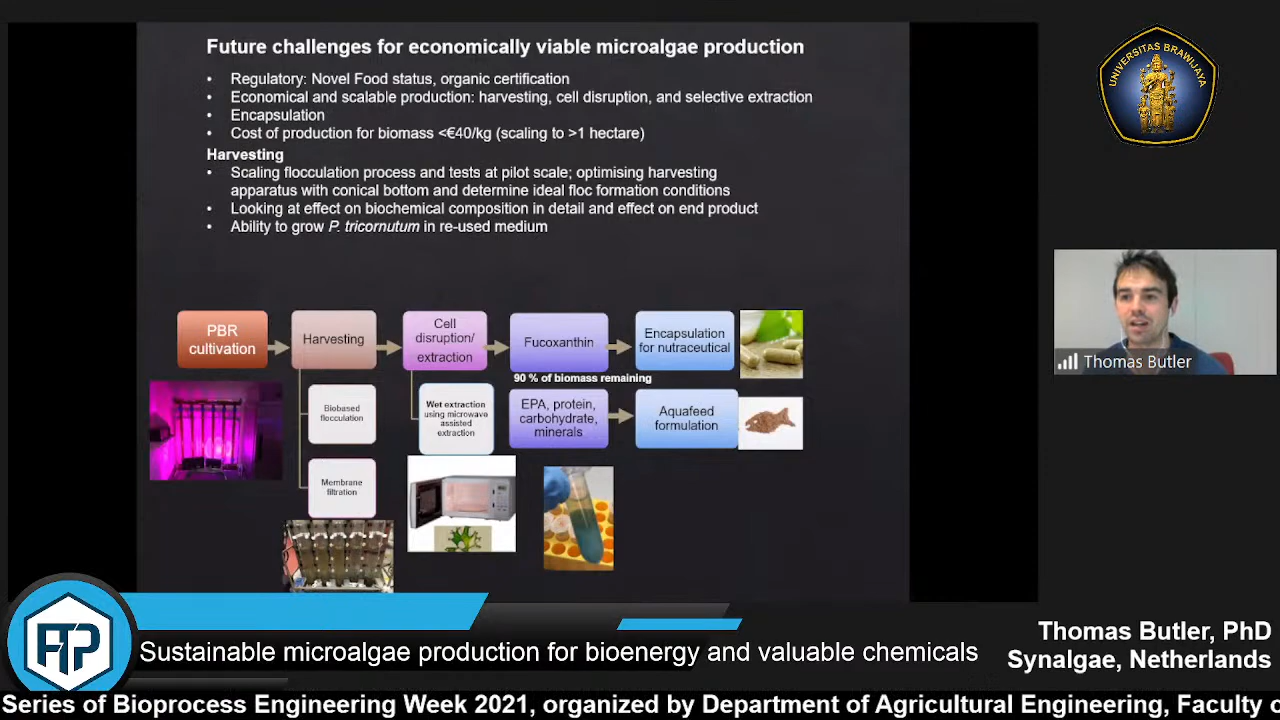 Future challenges for economically viable microalgae production
• Regulatory: Novel Food status, organic certification
• Economical and scalable production: harvesting, cell disruption, and selective extraction
• Encapsulation
• Cost of production for biomass <€40/kg (scaling to >1 hectare)
Harvesting
• Scaling flocculation process and tests at pilot scale; optimising harvesting
apparatus with conical bottom and determine ideal floc formation conditions
• Looking at effect on biochemical composition in detail and effect on end product
• Ability to grow P. tricornutum in re-used medium
PBR
cultivation
Harvesting
Cell
disruption/
extraction
Fucoxanthin
Encapsulation
for nutraceutical
90 % of biomass remaining
Biobased
flocculation
Wet extraction
using microwave
assisted
extraction
EPA, protein,
carbohydrate,
minerals
Aquafeed
formulation
Membrane
filtration
UNIVERSITAS BRAWIJAYA
Thomas Butler
FTP
Sustainable microalgae production for bioenergy and valuable chemicals
Thomas Butler, PhD
Synalgae, Netherlands
Series of Bioprocess Engineering Week 2021, organized by Department of Agricultural Engineering, Faculty o